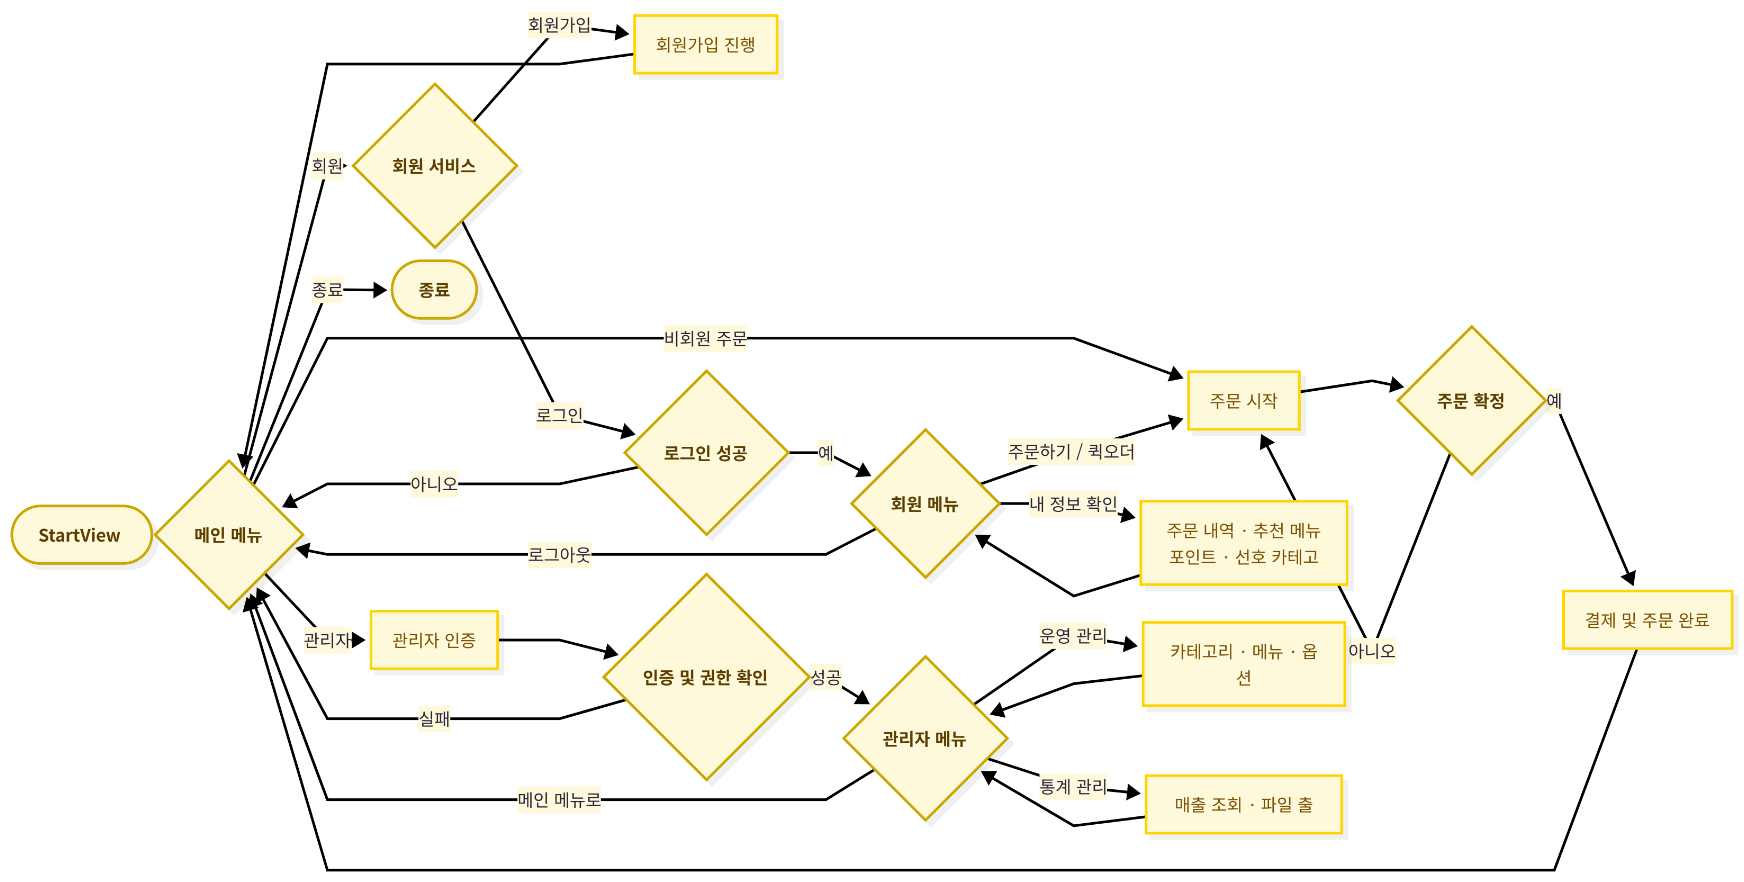 회원가입
회원가입 진행
회원
회원 서비스
종료
종료
비회원 주문
로그인
로그인 성공
예
아니오
주문하기 / 퀵오더
주문 시작
주문 확정
예
StartView
메인 메뉴
회원 메뉴
내 정보 확인
주문 내역 · 추천 메뉴
포인트 · 선호 카테고
로그아웃
관리자
관리자 인증
인증 및 권한 확인
성공
실패
운영 관리
카테고리 · 메뉴 · 옵
션
아니오
결제 및 주문 완료
관리자 메뉴
통계 관리
매출 조회 · 파일 출
메인 메뉴로